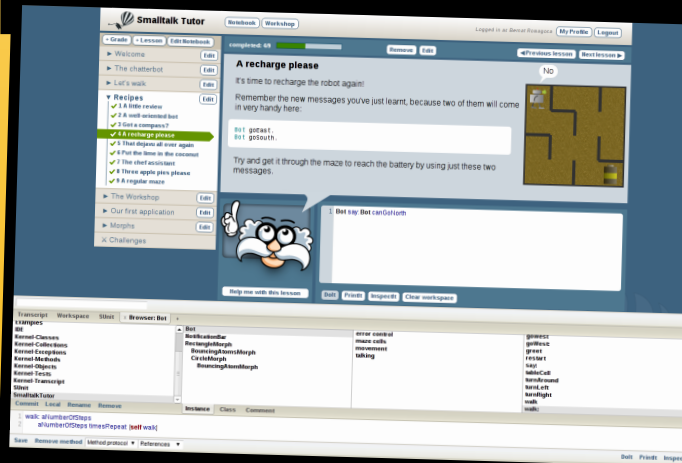 Smalltalk Tutor
Notebook
Workshop
Logged in as Bernat Romagosa
My Profile
Logout
+ Grade
+ Lesson
Edit Notebook
completed: 69
Remove
Edit
Previous lesson
Next lesson
Welcome
Edit
The chatterbot
Edit
Let's walk
Edit
Recipes
Edit
1 A little review
2 A well-oriented bot
3 Got a compass?
4 A recharge please
5 That dejavu all over again
6 Put the lime in the coconut
7 The chef assistant
8 Three apple pies please
9 A regular maze
The Workshop
Edit
Our first application
Edit
Morphs
Edit
Challenges
A recharge please
It's time to recharge the robot again!
Remember the new messages you've just learnt, because two of them will come
in very handy here:
Bot goEast.
Bot goSouth.
Try and get it through the maze to reach the battery by using just these two
messages.
No
Help me with this lesson
1 Bot say: Bot canGoNorth
DoIt
PrintIt
InspectIt
Clear workspace
Transcript
Workspace
SUnit
Browser: Bot
+
Examples
IDE
Kernel-Classes
Kernel-Collections
Kernel-Exceptions
Kernel-Methods
Kernel-Objects
Kernel-Tests
Kernel-Transcript
SUnit
SmalltalkTutor
Bot
NotificationBar
RectangleMorph
BouncingAtomsMorph
CircleMorph
BouncingAtomMorph
error control
maze cells
movement
talking
goWest
greet
restart
say:
tableCell
turnAround
turnLeft
turnRight
walk
walk:
Commit
Local
Rename
Remove
Instance
Class
Comment
1 walk: aNumberOfSteps
2 aNumberOfSteps timesRepeat: [self walk]
Save
Remove method
Method protocol
References
DoIt
PrintIt